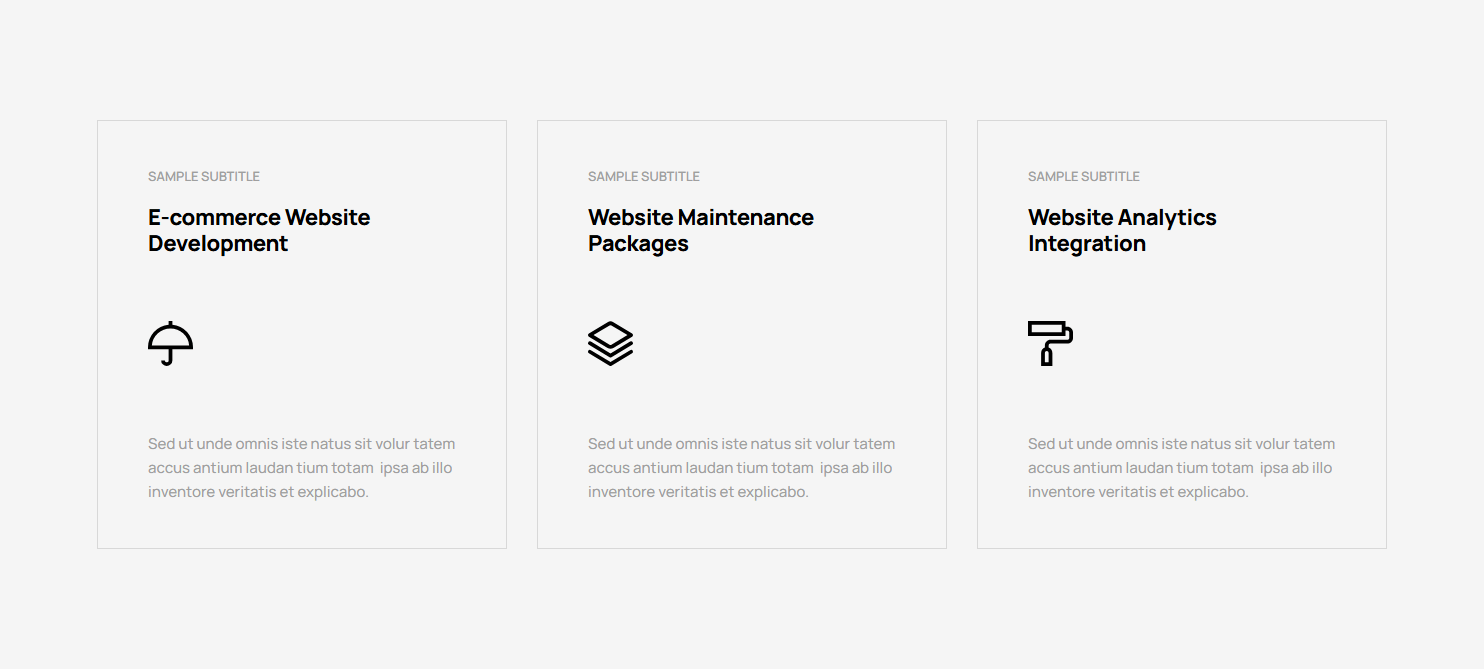 SAMPLE SUBTITLE
E-commerce Website
Development
Sed ut unde omnis iste natus sit volur tatem
accus antium laudan tium totam  ipsa ab illo
inventore veritatis et explicabo.
SAMPLE SUBTITLE
Website Maintenance
Packages
Sed ut unde omnis iste natus sit volur tatem
accus antium laudan tium totam  ipsa ab illo
inventore veritatis et explicabo.
SAMPLE SUBTITLE
Website Analytics
Integration
Sed ut unde omnis iste natus sit volur tatem
accus antium laudan tium totam  ipsa ab illo
inventore veritatis et explicabo.